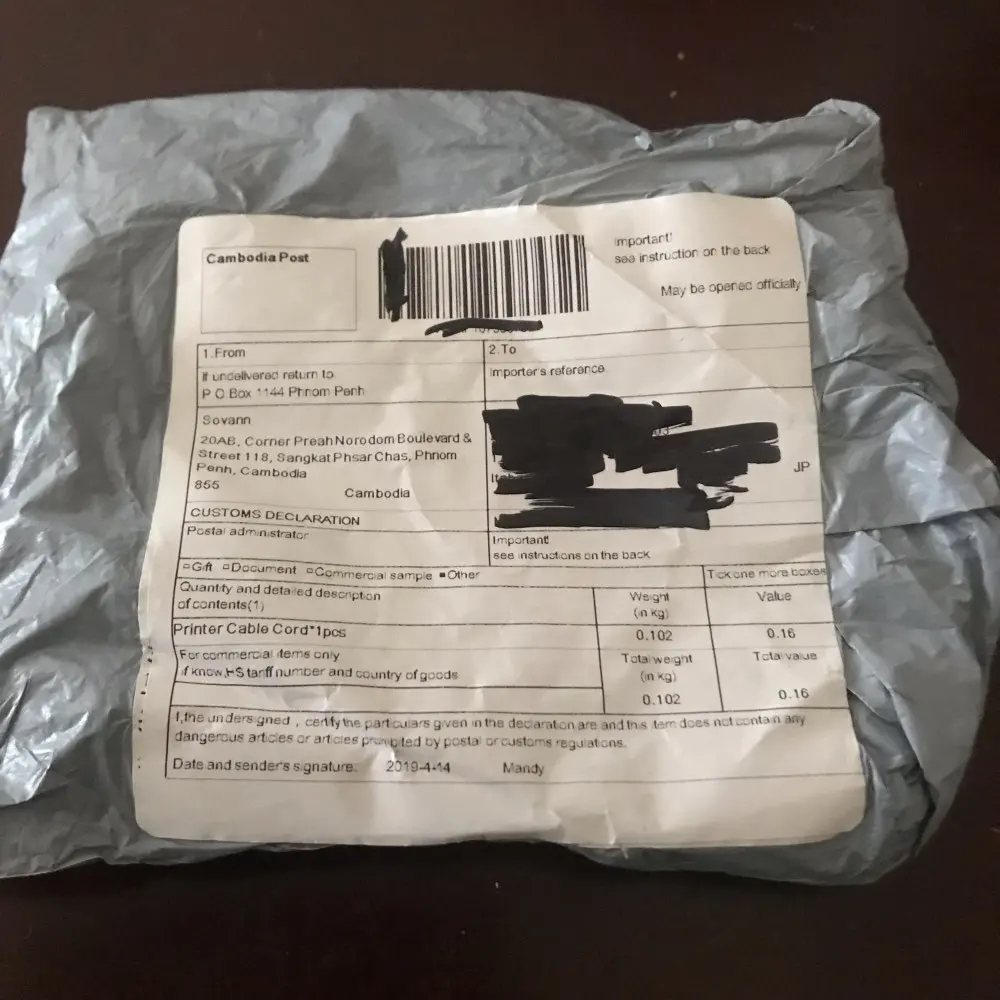 Cambodia Post
Important!
see instruction on the back
May be opened officially
1.From
If undelivered return to
P O Box 1144 Phnom Penh
Sovann
20AB, Corner Preah Norodom Boulevard &
Street 118, Sangkat Phsar Chas, Phnom
Penh, Cambodia
855
Cambodia
2.To
Importer's reference
JP
CUSTOMS DECLARATION
Postal administrator
Important!
see instructions on the back
Gift Document Commercial sample Other
Tick one more boxes
Quantity and detailed description
of contents(1)
Weight
(in kg)
Value
Printer Cable Cord*1pcs
0.102
0.16
For commercial items only
if know,HS tariff number and country of goods
Total weight
(in kg)
Total value
0.102
0.16
I,the undersigned , certify the particulars given in the declaration are and this item does not contain any
dangerous articles or articles prohibited by postal or customs regulations.
Date and sender's signature: 2019-4-14 Mandy